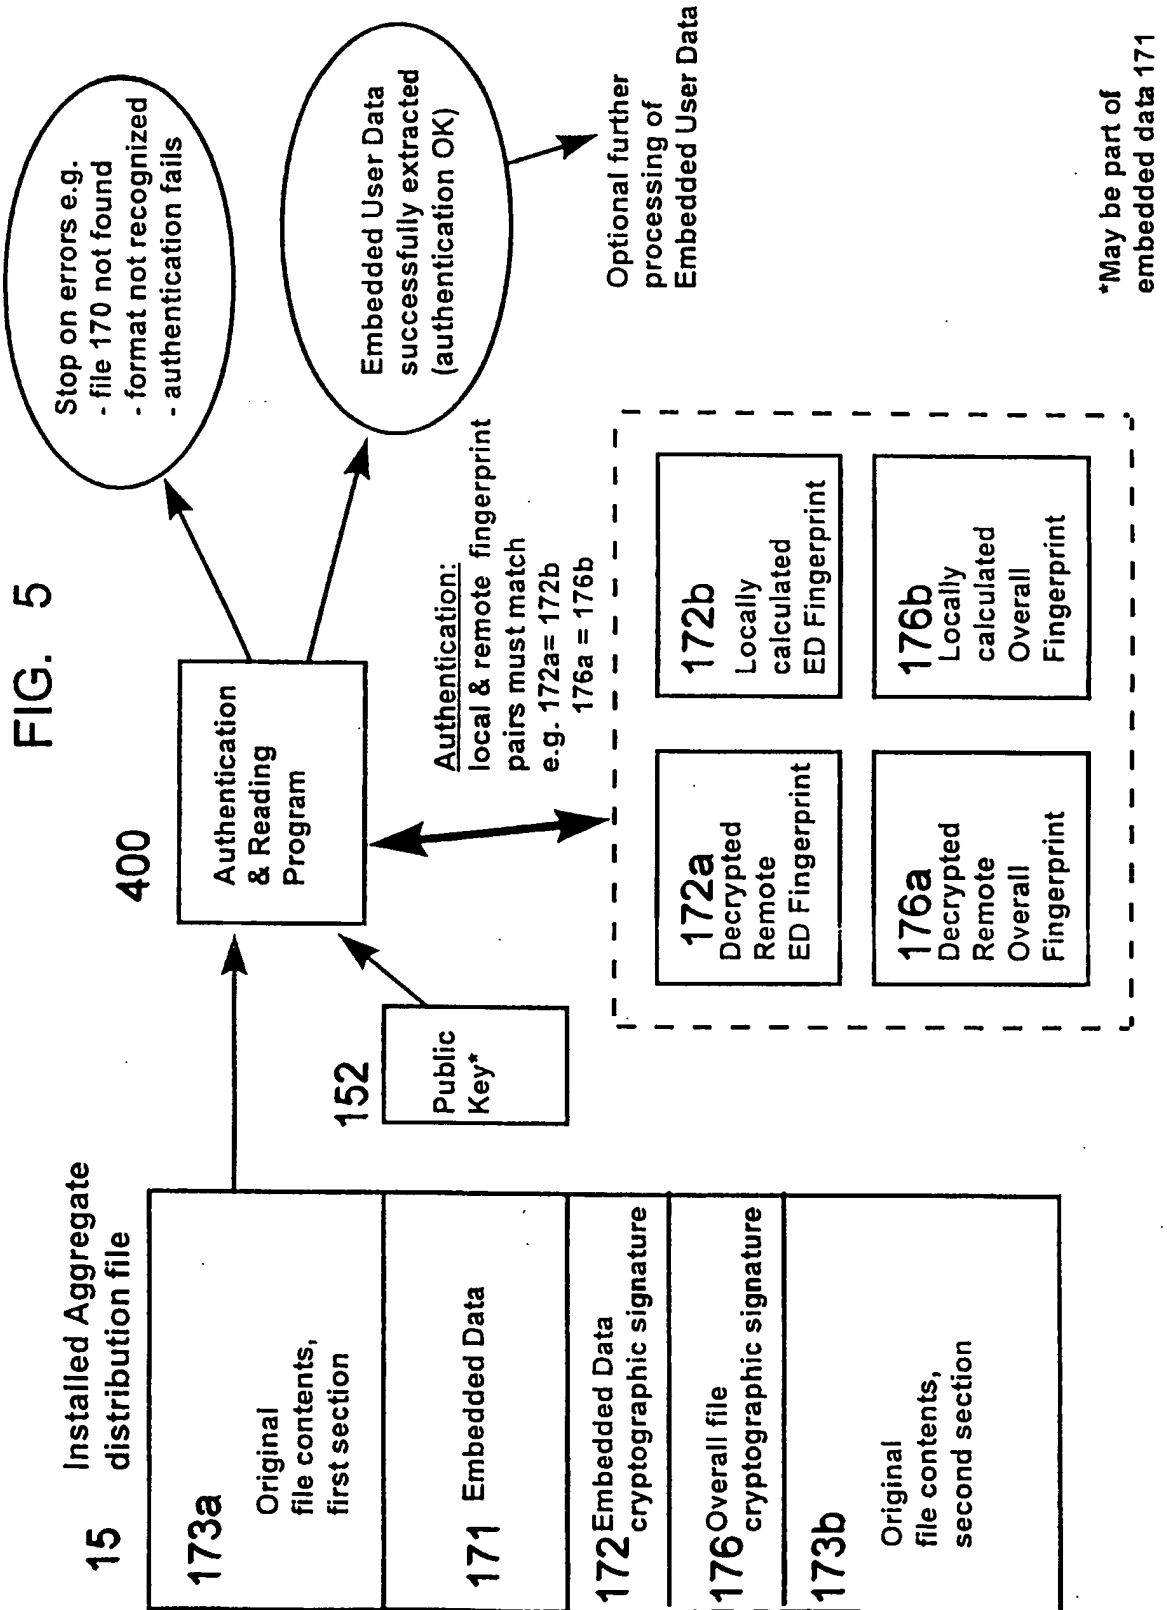 FIG. 5
15
Installed Aggregate
distribution file
173a
Original
file contents,
first section
171 Embedded Data
172 Embedded Data
cryptographic signature
176 Overall file
cryptographic signature
173b
Original
file contents,
second section
152
Public
Key*
400
Authentication
& Reading
Program
Stop on errors e.g.
- file 170 not found
- format not recognized
- authentication fails
Embedded User Data
successfully extracted
(authentication OK)
Optional further
processing of
Embedded User Data
Authentication:
local & remote fingerprint
pairs must match
e.g. 172a= 172b
176a = 176b
172a
Decrypted
Remote
ED Fingerprint
172b
Locally
calculated
ED Fingerprint
176a
Decrypted
Remote
Overall
Fingerprint
176b
Locally
calculated
Overall
Fingerprint
*May be part of
embedded data 171